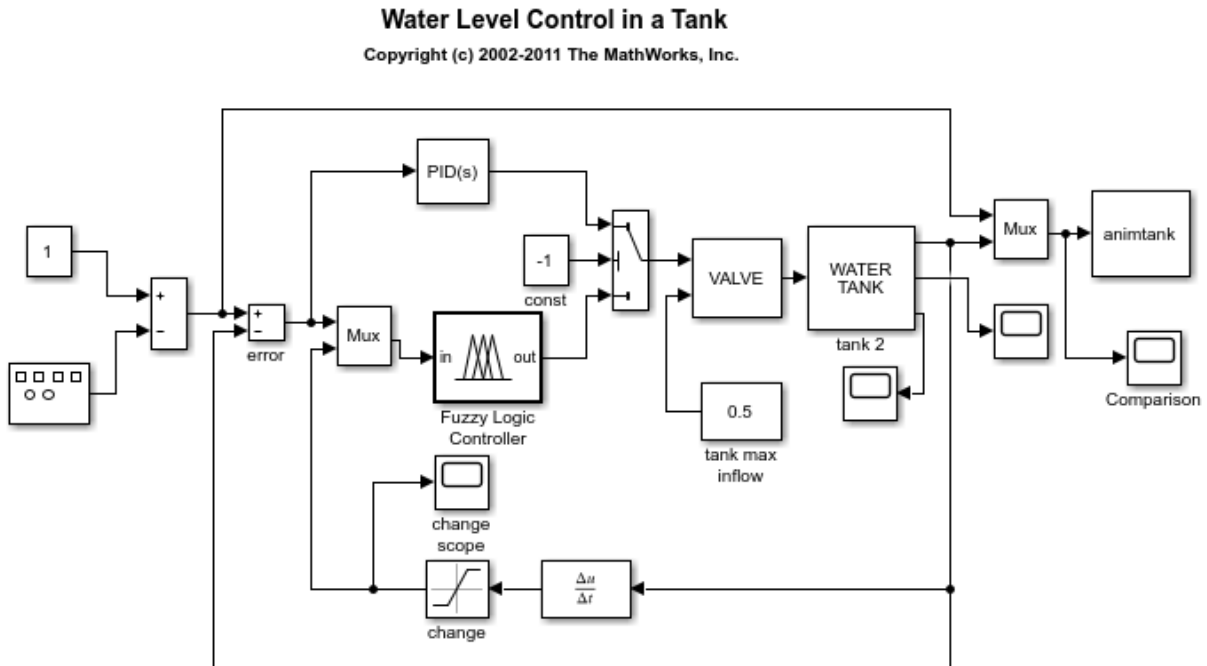 Water Level Control in a Tank
Copyright (c) 2002-2011 The MathWorks, Inc.
PID(s)
1
+
−
+
−
error
Mux
in
out
Fuzzy Logic
Controller
-1
const
VALVE
WATER
TANK
tank 2
0.5
tank max
inflow
Mux
animtank
Comparison
change
scope
change
Δu
Δt